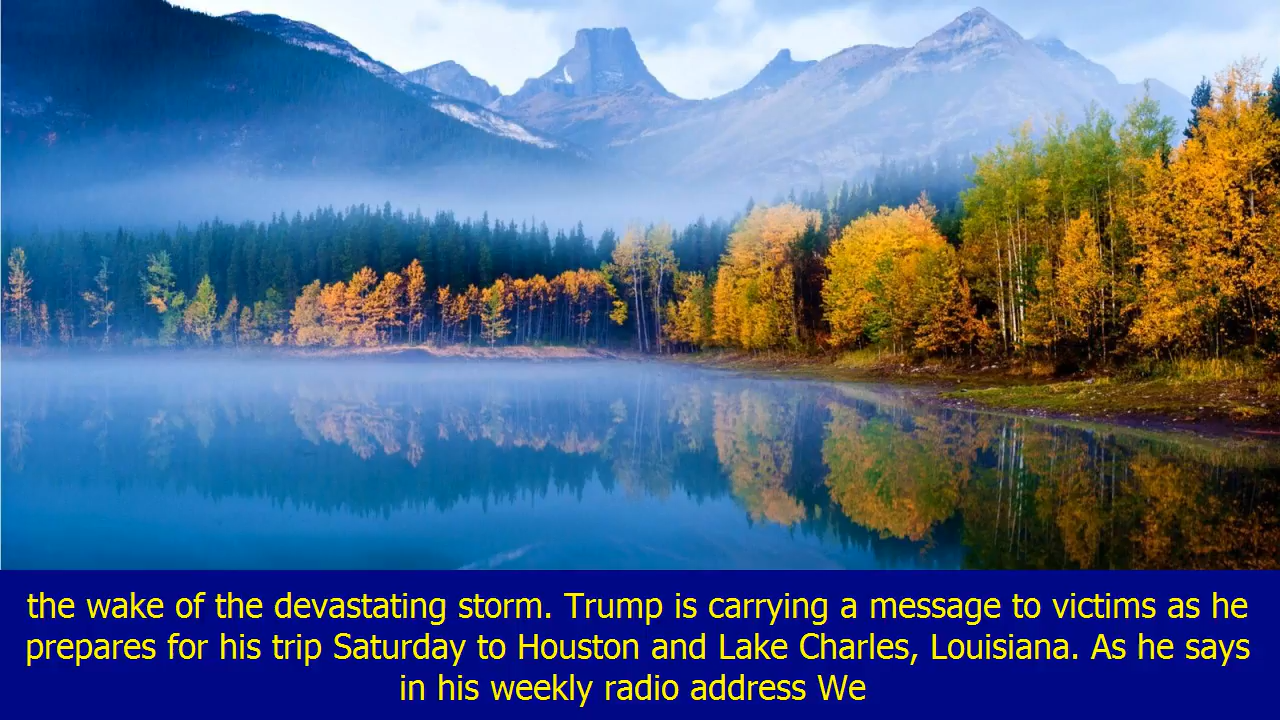 the wake of the devastating storm. Trump is carrying a message to victims as he
prepares for his trip Saturday to Houston and Lake Charles, Louisiana. As he says
in his weekly radio address We